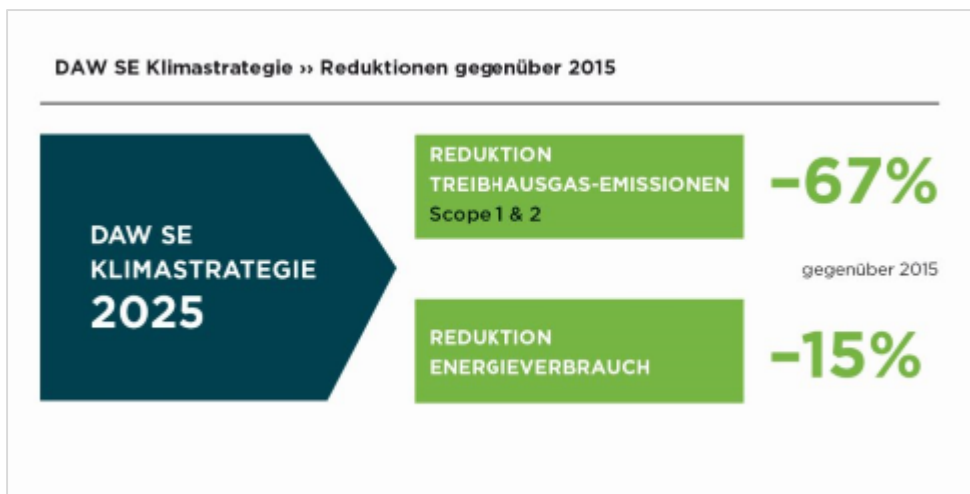 DAW SE Klimastrategie ›› Reduktionen gegenüber 2015
DAW SE
KLIMASTRATEGIE
2025
REDUKTION
TREIBHAUSGAS-EMISSIONEN
Scope 1 & 2
–67%
gegenüber 2015
REDUKTION
ENERGIEVERBRAUCH
–15%